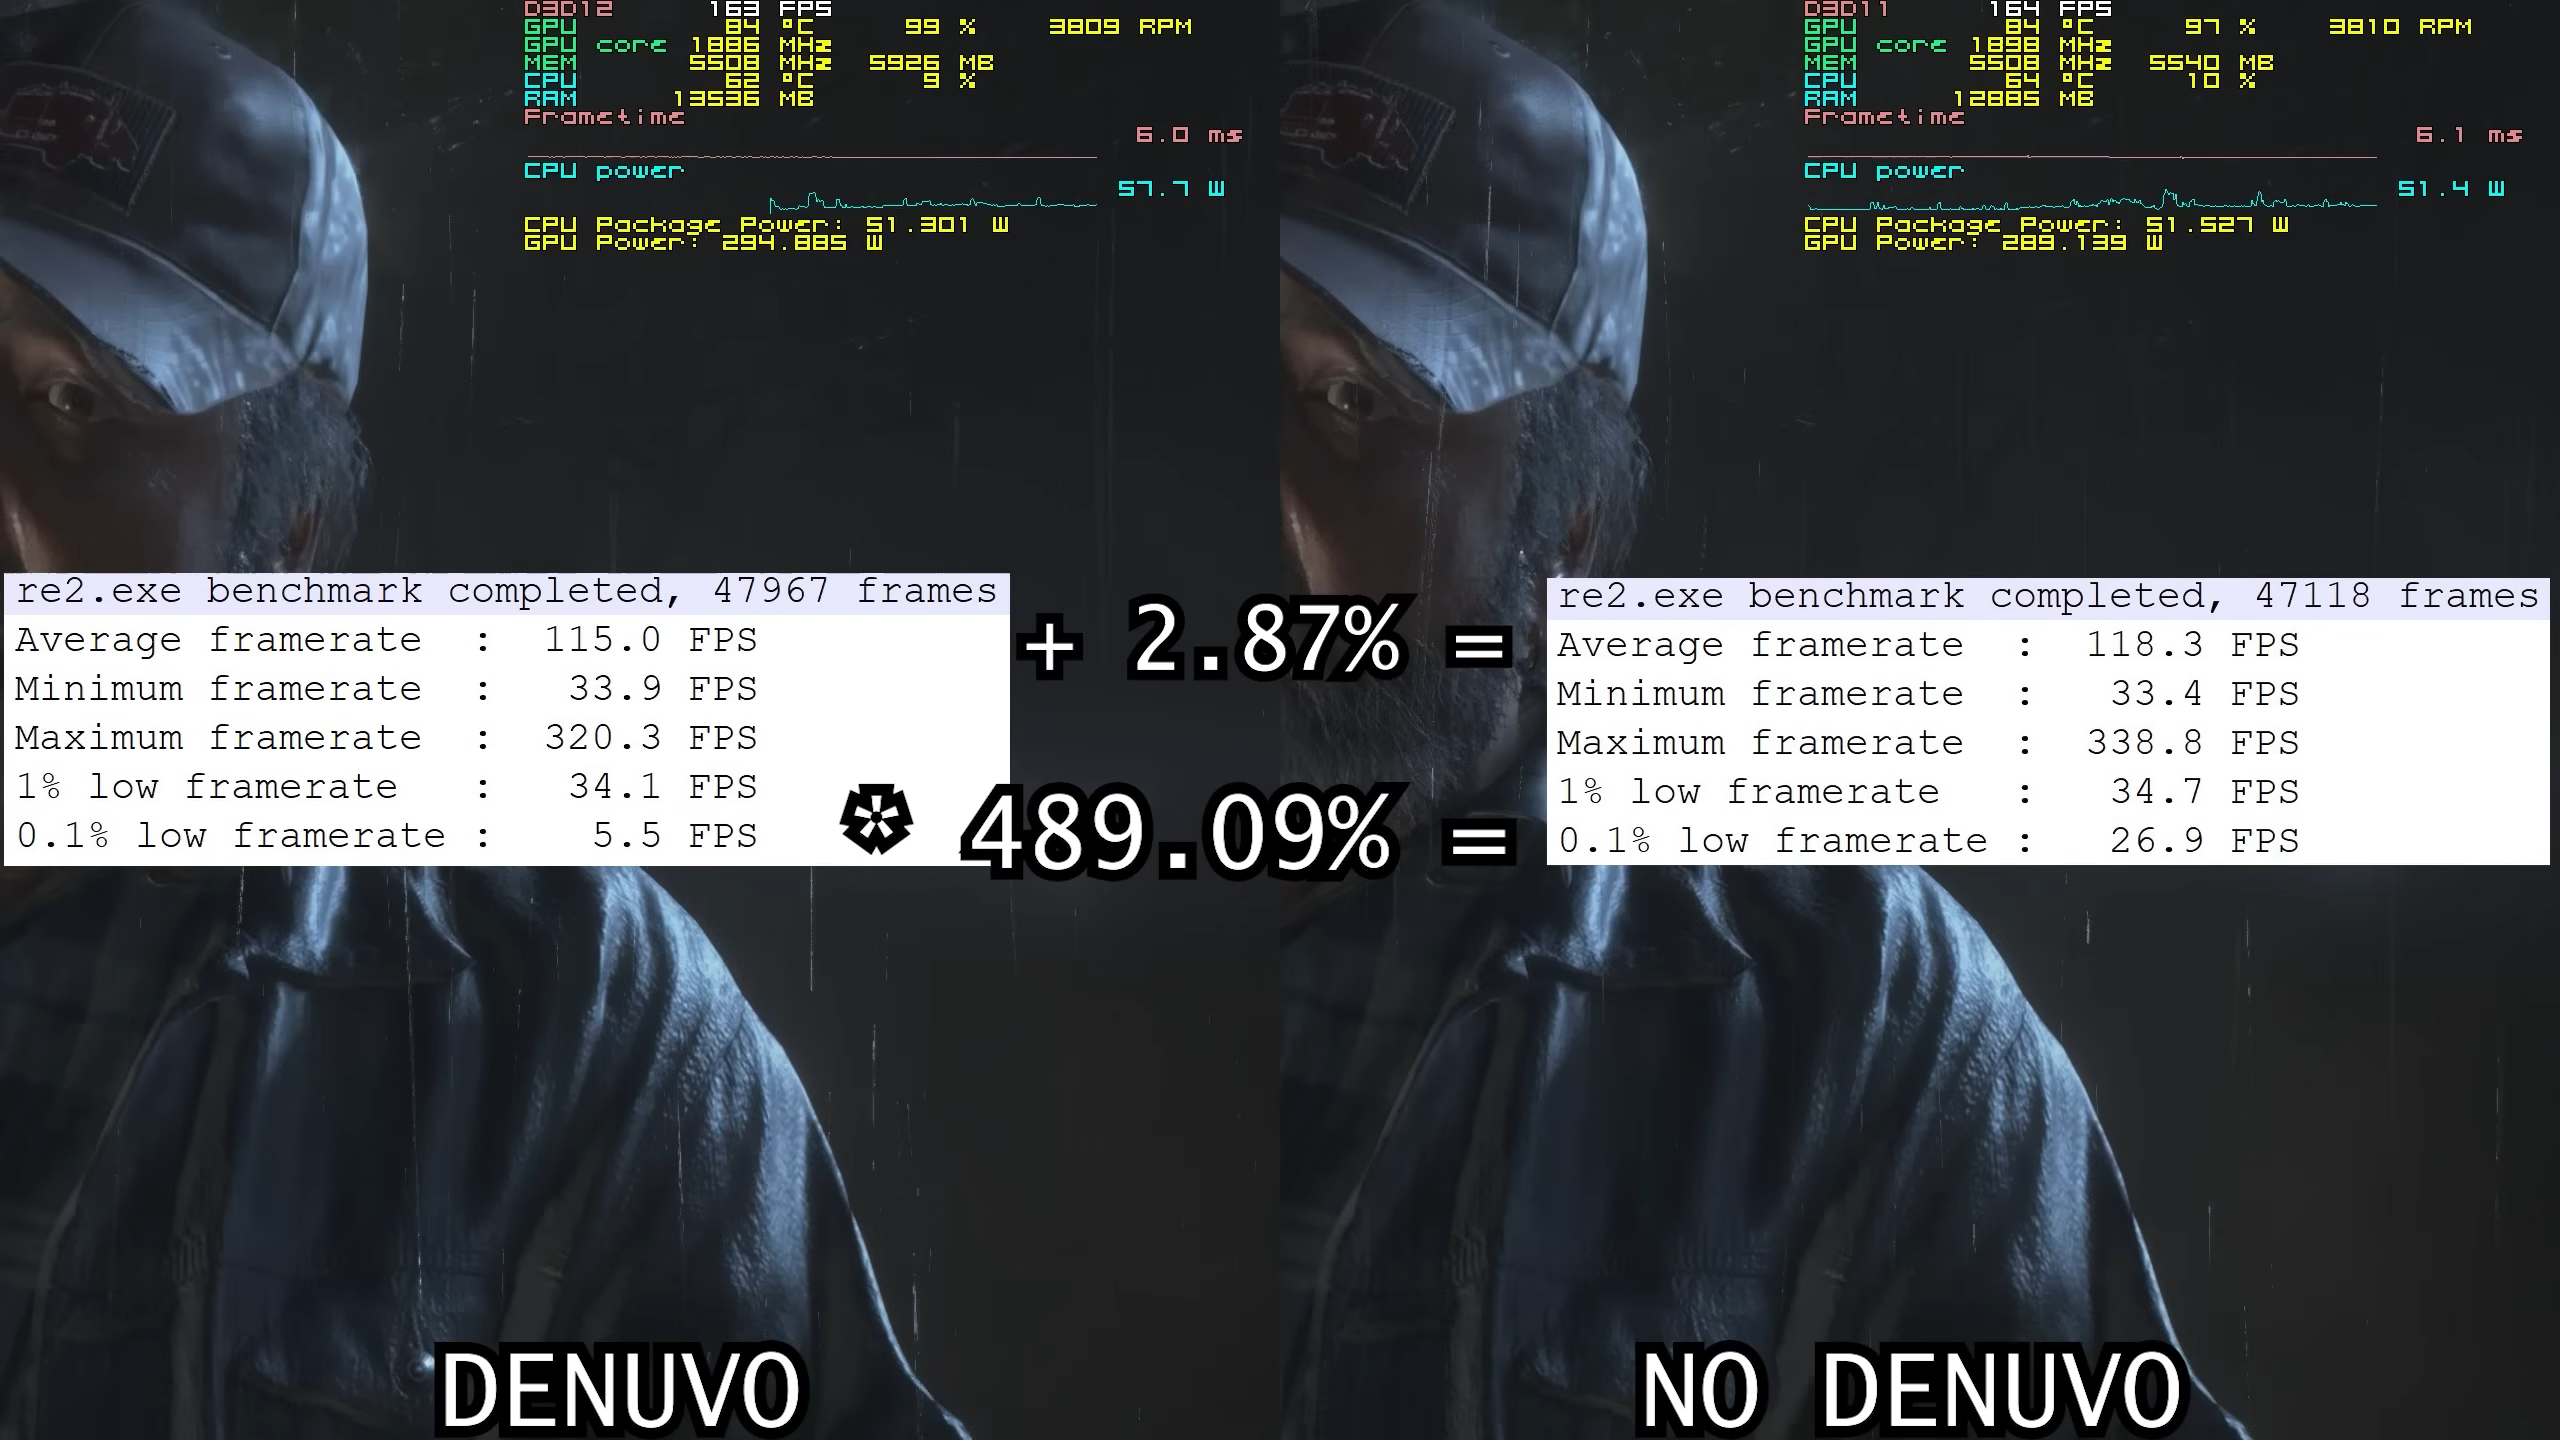 D3D12 163 FPS
GPU 84 °C 99 % 3809 RPM
GPU core 1886 MHz
MEM 5508 MHz 5926 MB
CPU 62 °C 9 %
RAM 13536 MB
Frametime
6.0 ms
CPU power
57.7 W
CPU Package Power: 51.301 W
GPU Power: 294.885 W
D3D11 164 FPS
GPU 84 °C 97 % 3810 RPM
GPU core 1898 MHz
MEM 5508 MHz 5540 MB
CPU 64 °C 10 %
RAM 12885 MB
Frametime
6.1 ms
CPU power
51.4 W
CPU Package Power: 51.527 W
GPU Power: 289.139 W
re2.exe benchmark completed, 47967 frames
Average framerate : 115.0 FPS
Minimum framerate : 33.9 FPS
Maximum framerate : 320.3 FPS
1% low framerate : 34.1 FPS
0.1% low framerate : 5.5 FPS
+ 2.87% =
* 489.09% =
re2.exe benchmark completed, 47118 frames
Average framerate : 118.3 FPS
Minimum framerate : 33.4 FPS
Maximum framerate : 338.8 FPS
1% low framerate : 34.7 FPS
0.1% low framerate : 26.9 FPS
DENUVO
NO DENUVO